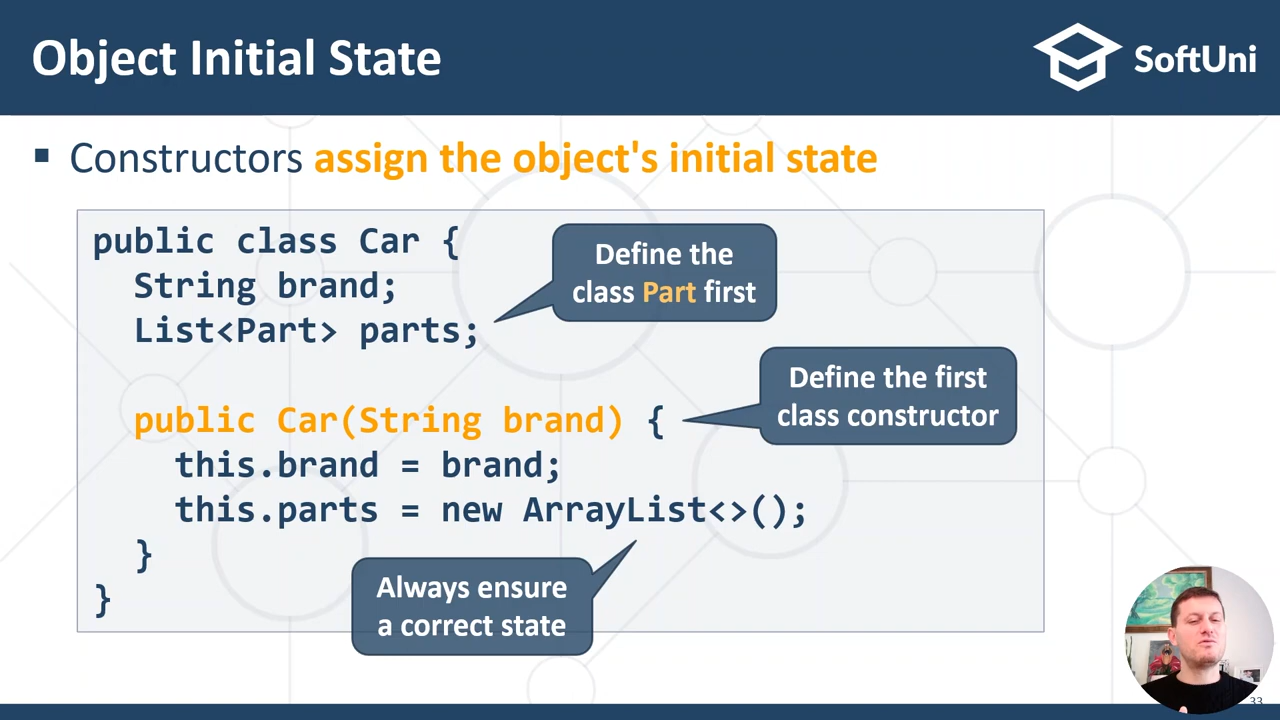 Object Initial State
SoftUni
▪ Constructors assign the object's initial state
public class Car {
String brand;
List<Part> parts;
Define the
class Part first
public Car(String brand) {
Define the first
class constructor
this.brand = brand;
this.parts = new ArrayList<>();
}
}
Always ensure
a correct state
33